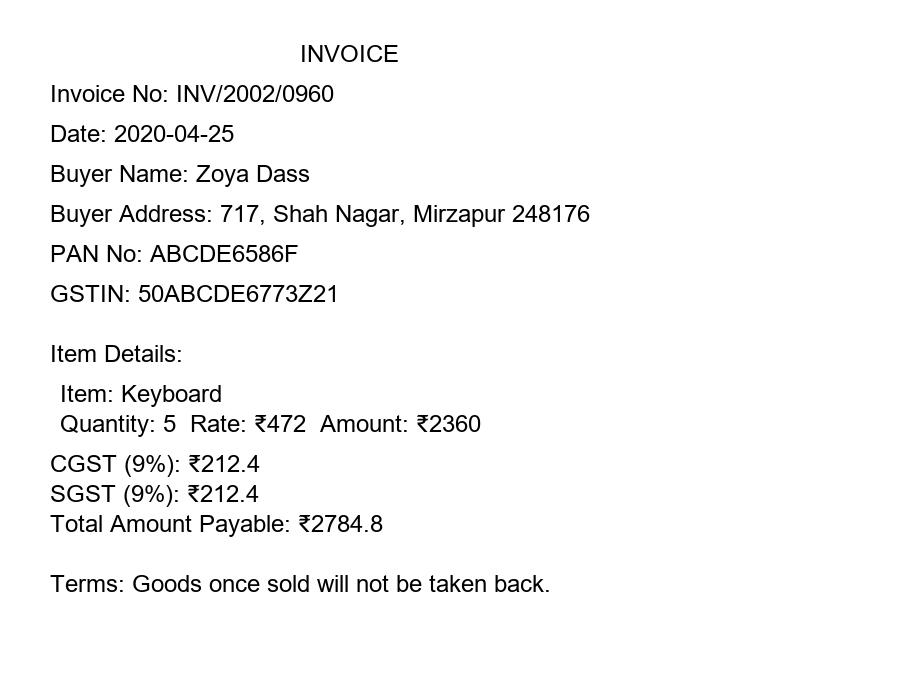 INVOICE
Invoice No: INV/2002/0960
Date: 2020-04-25
Buyer Name: Zoya Dass
Buyer Address: 717, Shah Nagar, Mirzapur 248176
PAN No: ABCDE6586F
GSTIN: 50ABCDE6773Z21
Item Details:
Item: Keyboard
Quantity: 5  Rate: ₹472  Amount: ₹2360
CGST (9%): ₹212.4
SGST (9%): ₹212.4
Total Amount Payable: ₹2784.8
Terms: Goods once sold will not be taken back.